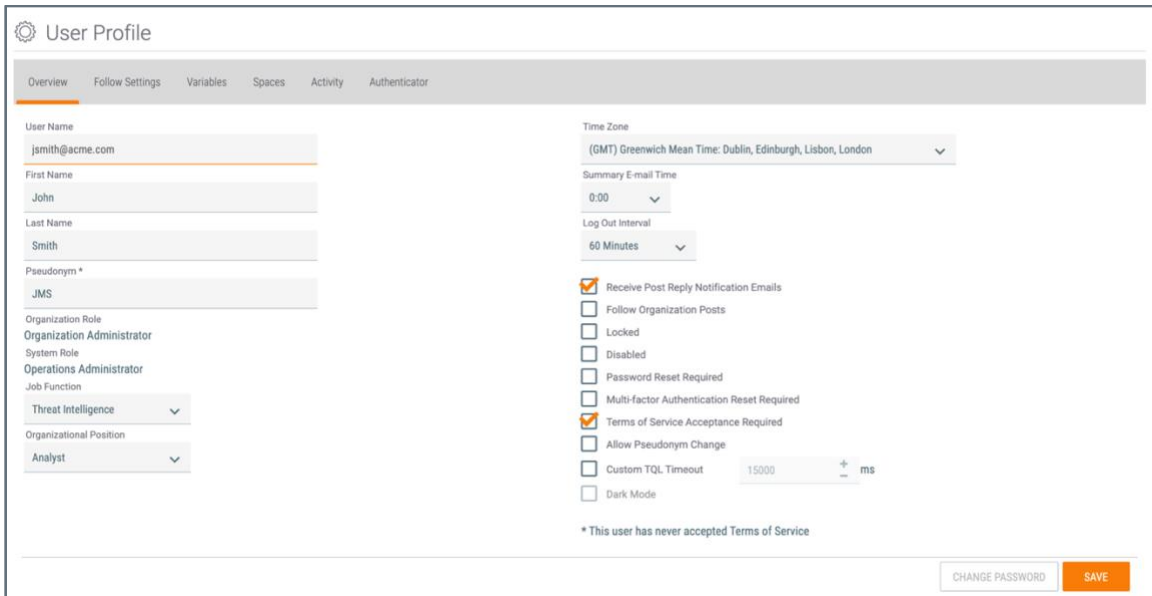 User Profile
Overview Follow Settings Variables Spaces Activity Authenticator
User Name
jsmith@acme.com
First Name
John
Last Name
Smith
Pseudonym *
JMS
Organization Role
Organization Administrator
System Role
Operations Administrator
Job Function
Threat Intelligence
Organizational Position
Analyst
Time Zone
(GMT) Greenwich Mean Time: Dublin, Edinburgh, Lisbon, London
Summary E-mail Time
0:00
Log Out Interval
60 Minutes
Receive Post Reply Notification Emails
Follow Organization Posts
Locked
Disabled
Password Reset Required
Multi-factor Authentication Reset Required
Terms of Service Acceptance Required
Allow Pseudonym Change
Custom TQL Timeout 15000 ms
Dark Mode
* This user has never accepted Terms of Service
CHANGE PASSWORD SAVE